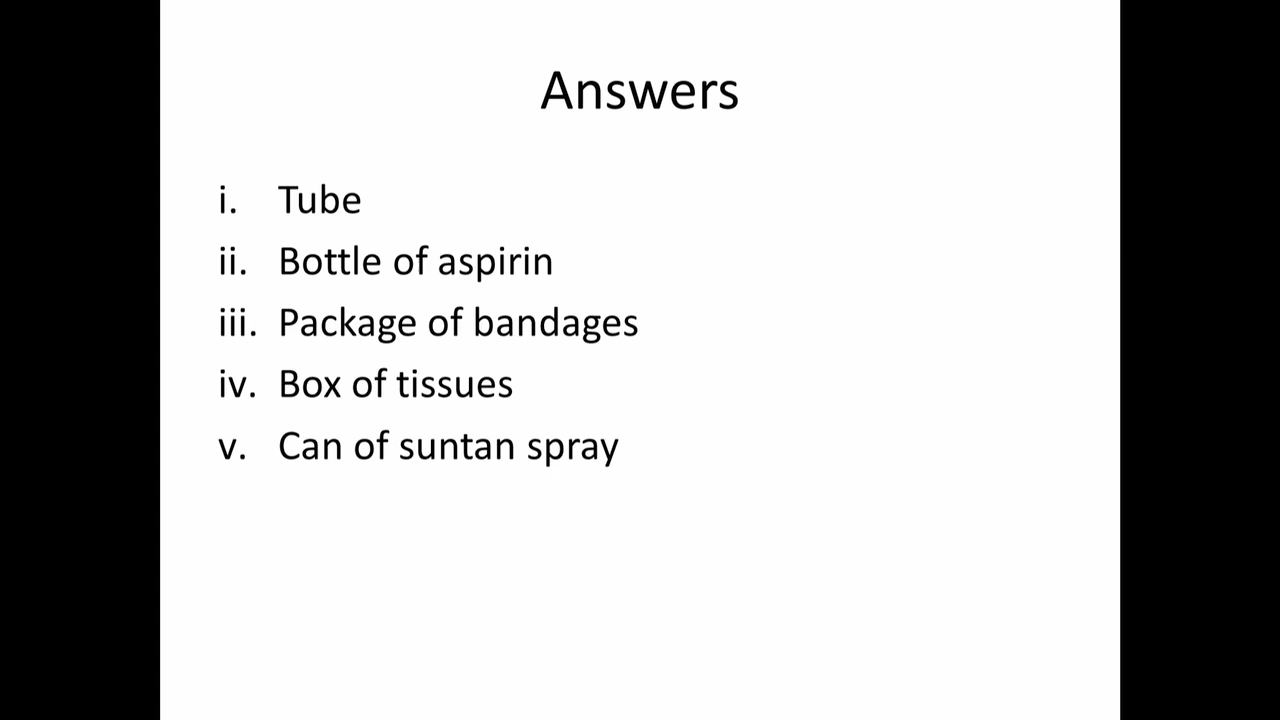 Answers
i. Tube
ii. Bottle of aspirin
iii. Package of bandages
iv. Box of tissues
v. Can of suntan spray